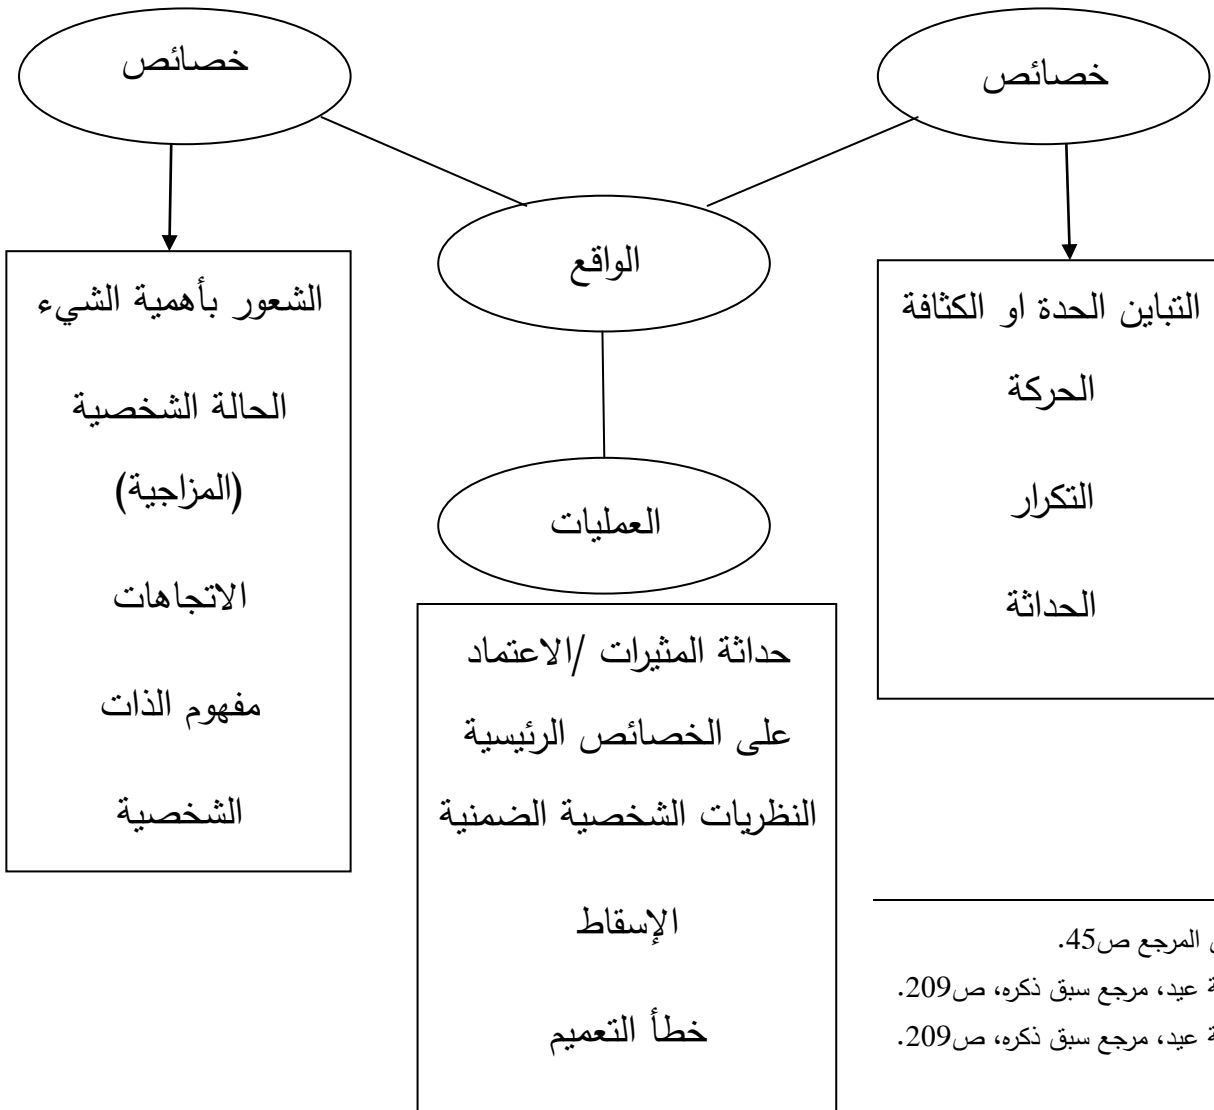 خصائص
خصائص
الواقع
التباين الحدة او الكثافة
الحركة
التكرار
الحداثة
الشعور بأهمية الشيء
الحالة الشخصية
(المزاجية)
الاتجاهات
مفهوم الذات
الشخصية
العمليات
حداثة المثيرات /الاعتماد
على الخصائص الرئيسية
النظريات الشخصية الضمنية
الإسقاط
خطأ التعميم
المرجع ص45.
عيد، مرجع سبق ذكره، ص209.
عيد، مرجع سبق ذكره، ص209.